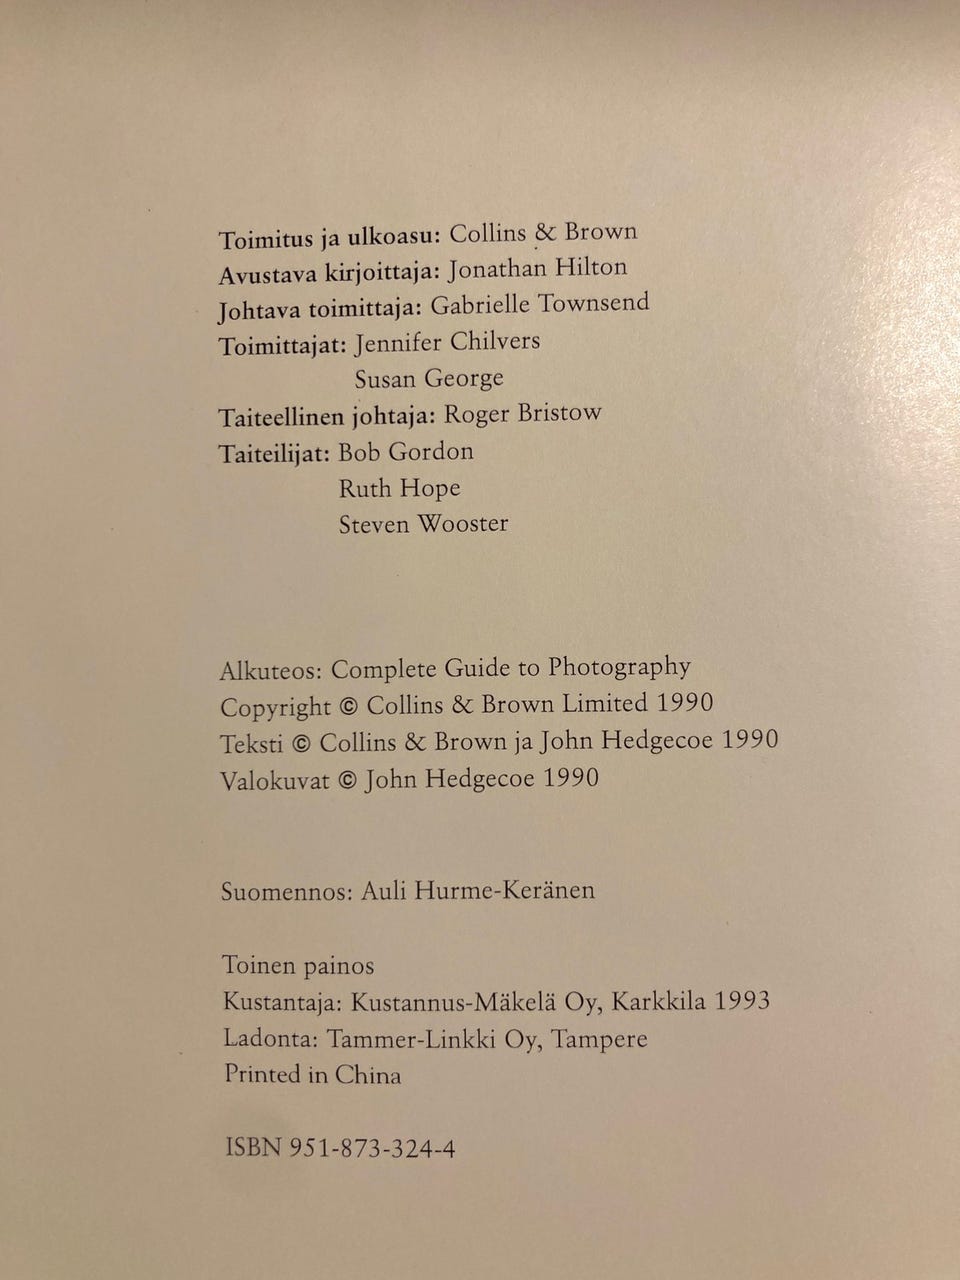 Toimitus ja ulkoasu: Collins & Brown
Avustava kirjoittaja: Jonathan Hilton
Johtava toimittaja: Gabrielle Townsend
Toimittajat: Jennifer Chilvers
Susan George
Taiteellinen johtaja: Roger Bristow
Taiteilijat: Bob Gordon
Ruth Hope
Steven Wooster
Alkuteos: Complete Guide to Photography
Copyright © Collins & Brown Limited 1990
Teksti © Collins & Brown ja John Hedgecoe 1990
Valokuvat © John Hedgecoe 1990
Suomennos: Auli Hurme-Keränen
Toinen painos
Kustantaja: Kustannus-Mäkelä Oy, Karkkila 1993
Ladonta: Tammer-Linkki Oy, Tampere
Printed in China
ISBN 951-873-324-4